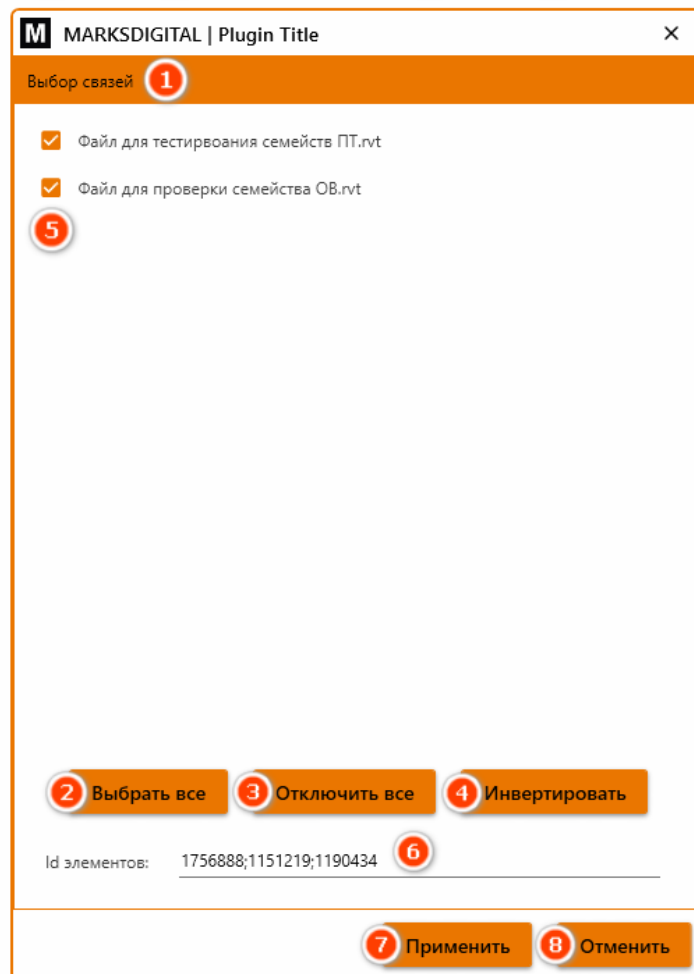 M MARKSDIGITAL | Plugin Title
Выбор связей 1
Файл для тестирвоания семейств ПТ.rvt
Файл для проверки семейства ОВ.rvt
5
2 Выбрать все 3 Отключить все 4 Инвертировать
Id элементов: 1756888;1151219;1190434 6
7 Применить 8 Отменить